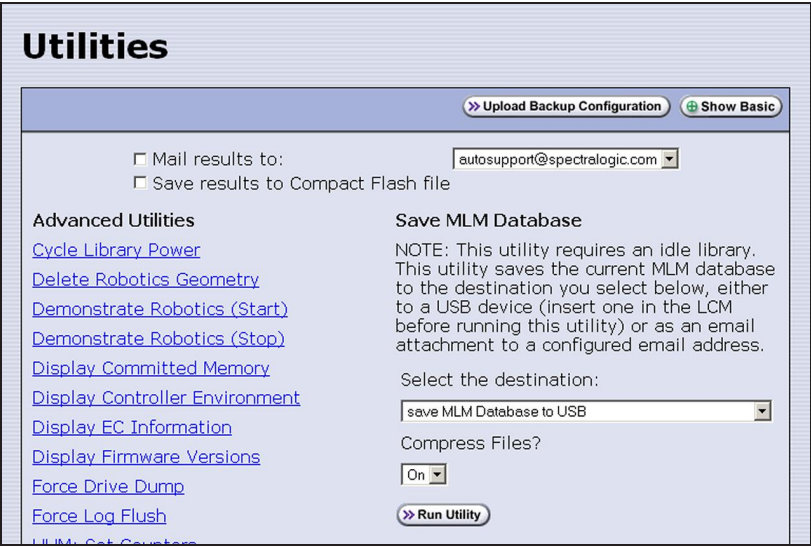 Utilities
Upload Backup Configuration
Show Basic
Mail results to:
autosupport@spectralogic.com
Save results to Compact Flash file
Advanced Utilities
Cycle Library Power
Delete Robotics Geometry
Demonstrate Robotics (Start)
Demonstrate Robotics (Stop)
Display Committed Memory
Display Controller Environment
Display EC Information
Display Firmware Versions
Force Drive Dump
Force Log Flush
Save MLM Database
NOTE: This utility requires an idle library.
This utility saves the current MLM database
to the destination you select below, either
to a USB device (insert one in the LCM
before running this utility) or as an email
attachment to a configured email address.
Select the destination:
save MLM Database to USB
Compress Files?
On
Run Utility